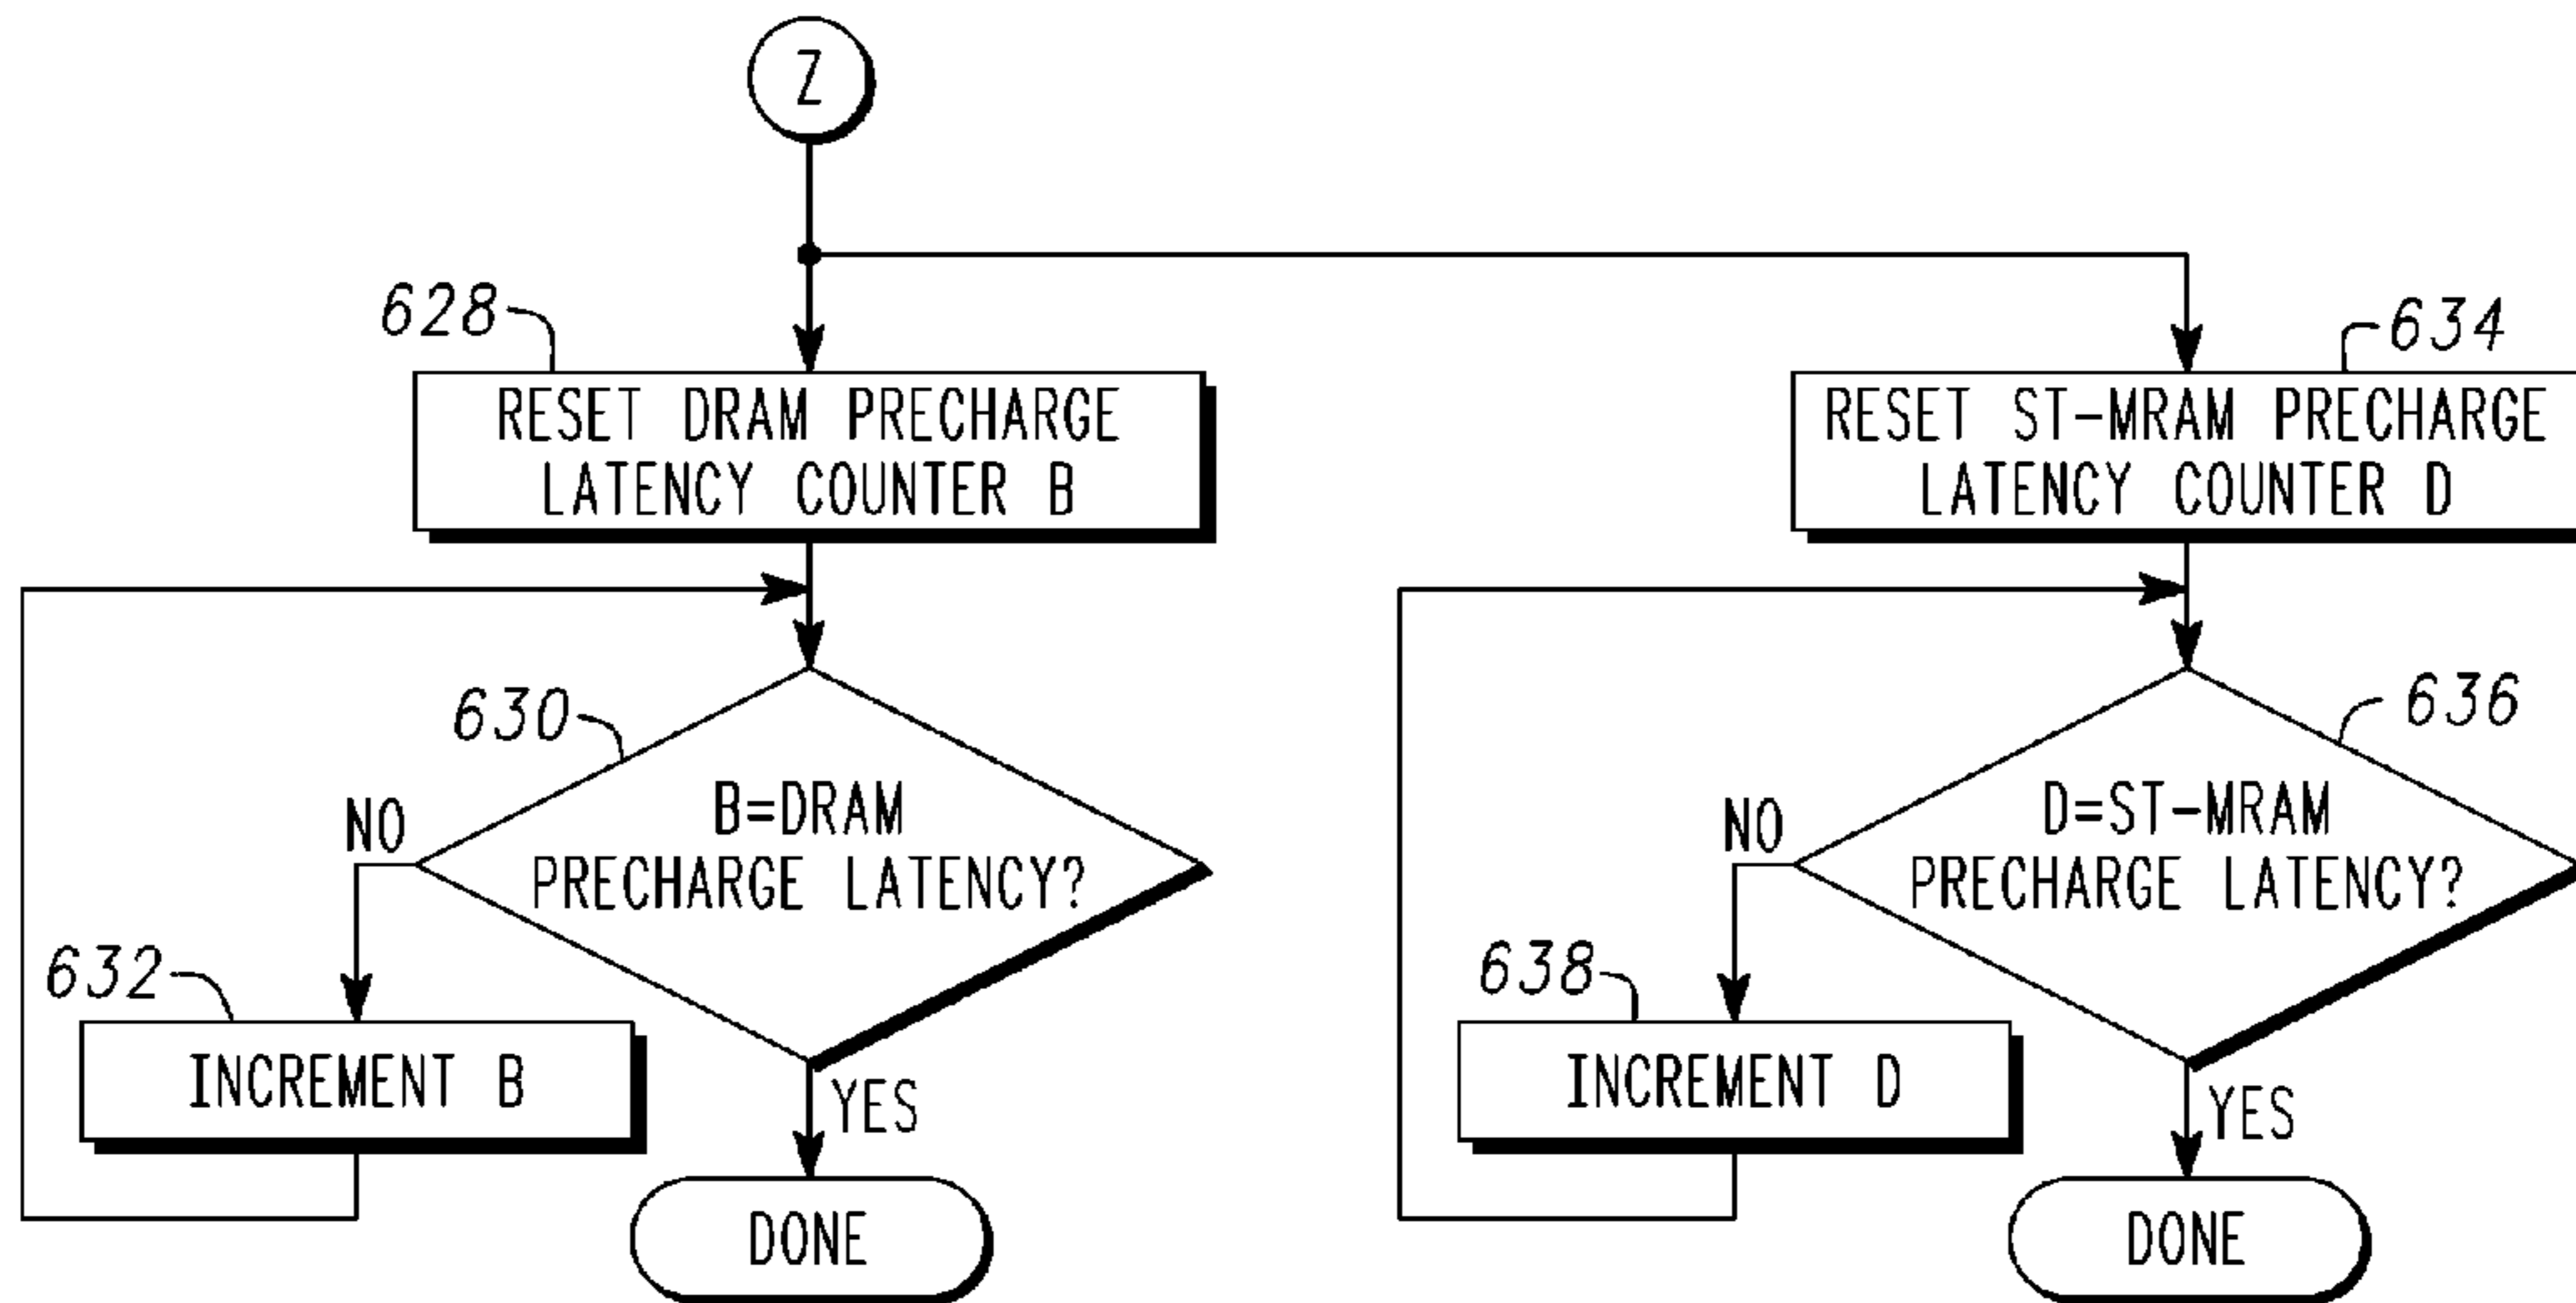 Z
628
RESET DRAM PRECHARGE
LATENCY COUNTER B
634
RESET ST-MRAM PRECHARGE
LATENCY COUNTER D
630
B=DRAM
PRECHARGE LATENCY?
NO
632
INCREMENT B
YES
DONE
636
D=ST-MRAM
PRECHARGE LATENCY?
NO
638
INCREMENT D
YES
DONE